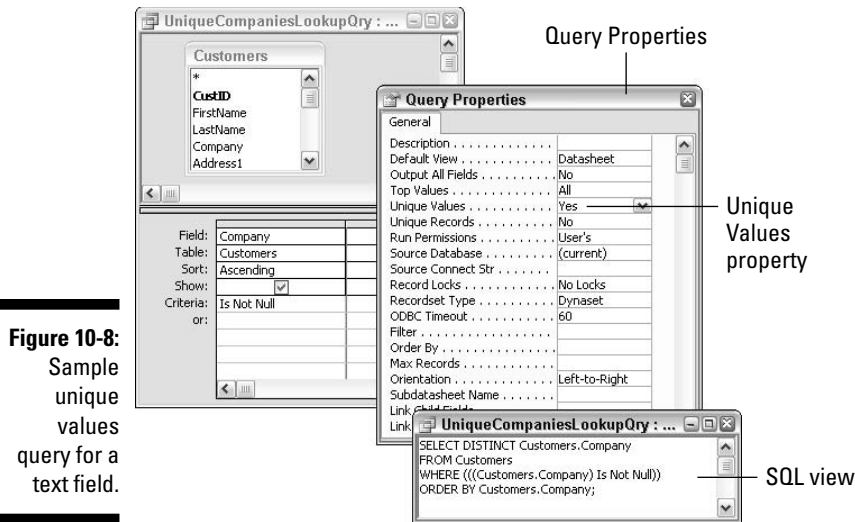 UniqueCompaniesLookupQry : ...
Customers
*
CustID
FirstName
LastName
Company
Address1
Field: Company
Table: Customers
Sort: Ascending
Show:
Criteria: Is Not Null
or:
Query Properties
Query Properties
General
Description . . . . . . . . . . . . .
Default View . . . . . . . . . . . . Datasheet
Output All Fields . . . . . . . . . . No
Top Values . . . . . . . . . . . . . All
Unique Values . . . . . . . . . . . Yes
Unique Records . . . . . . . . . . No
Run Permissions . . . . . . . . . . User's
Source Database . . . . . . . . . . (current)
Source Connect Str . . . . . . .
Record Locks . . . . . . . . . . . . No Locks
Recordset Type . . . . . . . . . . Dynaset
ODBC Timeout . . . . . . . . . . . 60
Filter . . . . . . . . . . . . . . . . .
Order By . . . . . . . . . . . . . . .
Max Records . . . . . . . . . . . .
Orientation . . . . . . . . . . . . . Left-to-Right
Subdatasheet Name . . . . . . .
Link Child Fields
Link
Unique
Values
property
UniqueCompaniesLookupQry : ...
SELECT DISTINCT Customers.Company
FROM Customers
WHERE (((Customers.Company) Is Not Null))
ORDER BY Customers.Company;
SQL view
Figure 10-8:
Sample
unique
values
query for a
text field.